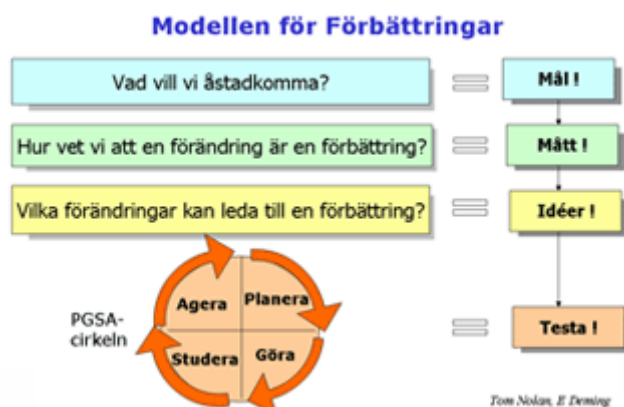 Modellen för Förbättringar
Vad vill vi åstadkomma?
Mål !
Hur vet vi att en förändring är en förbättring?
Mått !
Vilka förändringar kan leda till en förbättring?
Idéer !
Agera
Planera
PGSA-
cirkeln
Studera
Göra
Testa !
Tom Nolan, E Deming